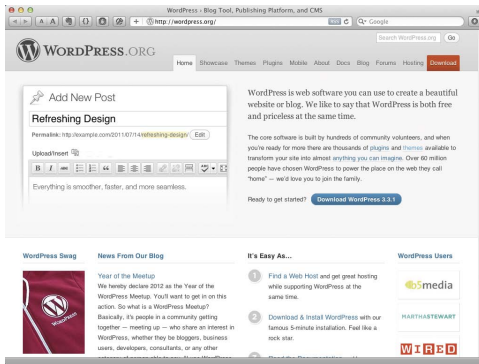 WordPress › Blog Tool, Publishing Platform, and CMS
A A
http://wordpress.org/
Google
Search WordPress.org Go
WORDPRESS.ORG
Home Showcase Themes Plugins Mobile About Docs Blog Forums Hosting Download
Add New Post
Refreshing Design
Permalink: http://example.com/2011/07/14/refreshing-design/ Edit
Upload/Insert
B I ABC
Everything is smoother, faster, and more seamless.
WordPress is web software you can use to create a beautiful
website or blog. We like to say that WordPress is both free
and priceless at the same time.
The core software is built by hundreds of community volunteers, and when
you're ready for more there are thousands of plugins and themes available to
transform your site into almost anything you can imagine. Over 60 million
people have chosen WordPress to power the place on the web they call
"home" — we'd love you to join the family.
Ready to get started? Download WordPress 3.3.1
WordPress Swag
News From Our Blog
Year of the Meetup
We hereby declare 2012 as the Year of the
WordPress Meetup. You'll want to get in on this
action. So what is a WordPress Meetup?
Basically, it's people in a community getting
together — meeting up — who share an interest in
WordPress, whether they be bloggers, business
users, developers, consultants, or any other
It's Easy As…
1 Find a Web Host and get great hosting
while supporting WordPress at the
same time.
2 Download & Install WordPress with our
famous 5-minute installation. Feel like a
rock star.
WordPress Users
b5media
MARTHASTEWART
WIRED